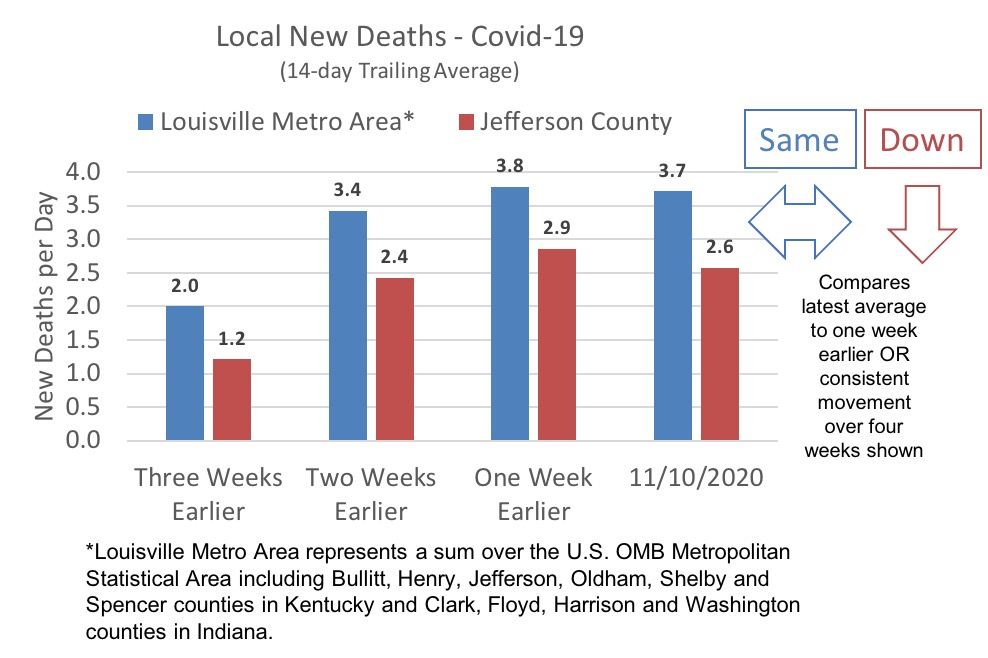 Local New Deaths - Covid-19
(14-day Trailing Average)
Louisville Metro Area* Jefferson County
Same Down
New Deaths per Day
4.0
3.5
3.0
2.5
2.0
1.5
1.0
0.5
0.0
2.0 1.2 3.4 2.4 3.8 2.9 3.7 2.6
Three Weeks Two Weeks One Week 11/10/2020
Earlier Earlier Earlier
Compares
latest average
to one week
earlier OR
consistent
movement
over four
weeks shown
*Louisville Metro Area represents a sum over the U.S. OMB Metropolitan
Statistical Area including Bullitt, Henry, Jefferson, Oldham, Shelby and
Spencer counties in Kentucky and Clark, Floyd, Harrison and Washington
counties in Indiana.